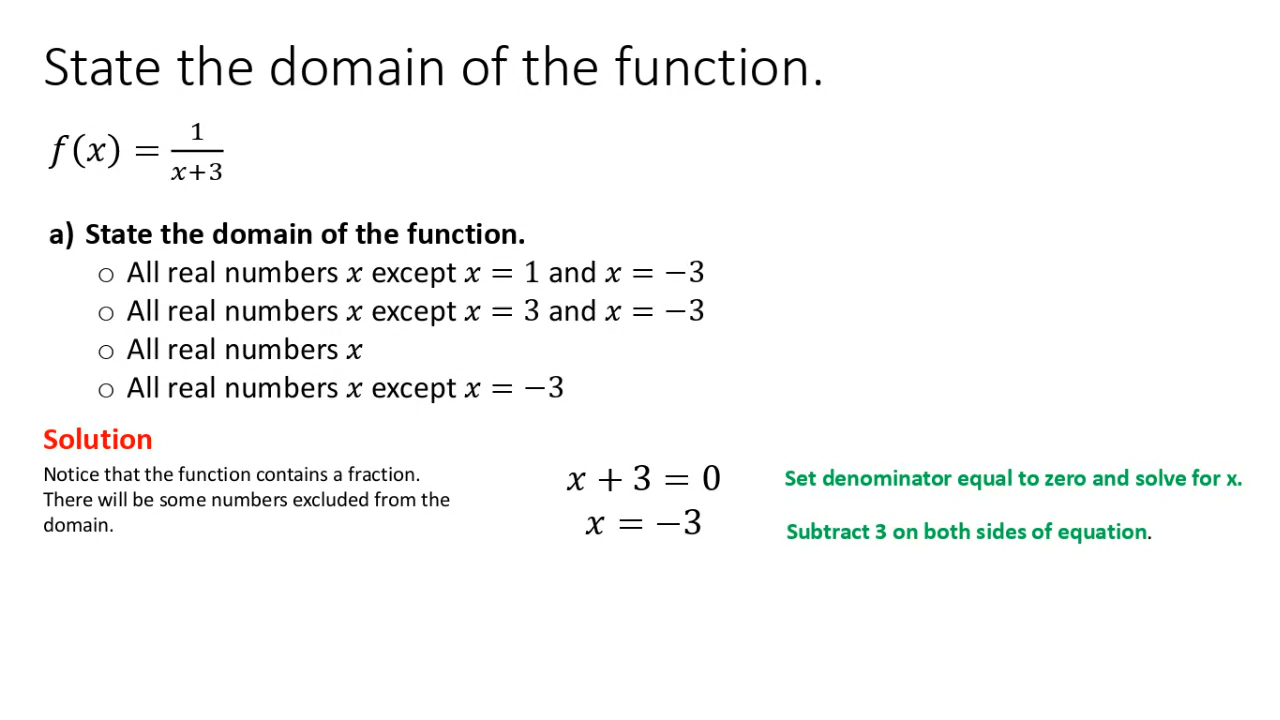 State the domain of the function.
f(x) = 1/(x+3)
a) State the domain of the function.
○ All real numbers x except x = 1 and x = −3
○ All real numbers x except x = 3 and x = −3
○ All real numbers x
○ All real numbers x except x = −3
Solution
Notice that the function contains a fraction.
There will be some numbers excluded from the
domain.
x + 3 = 0
x = −3
Set denominator equal to zero and solve for x.
Subtract 3 on both sides of equation.